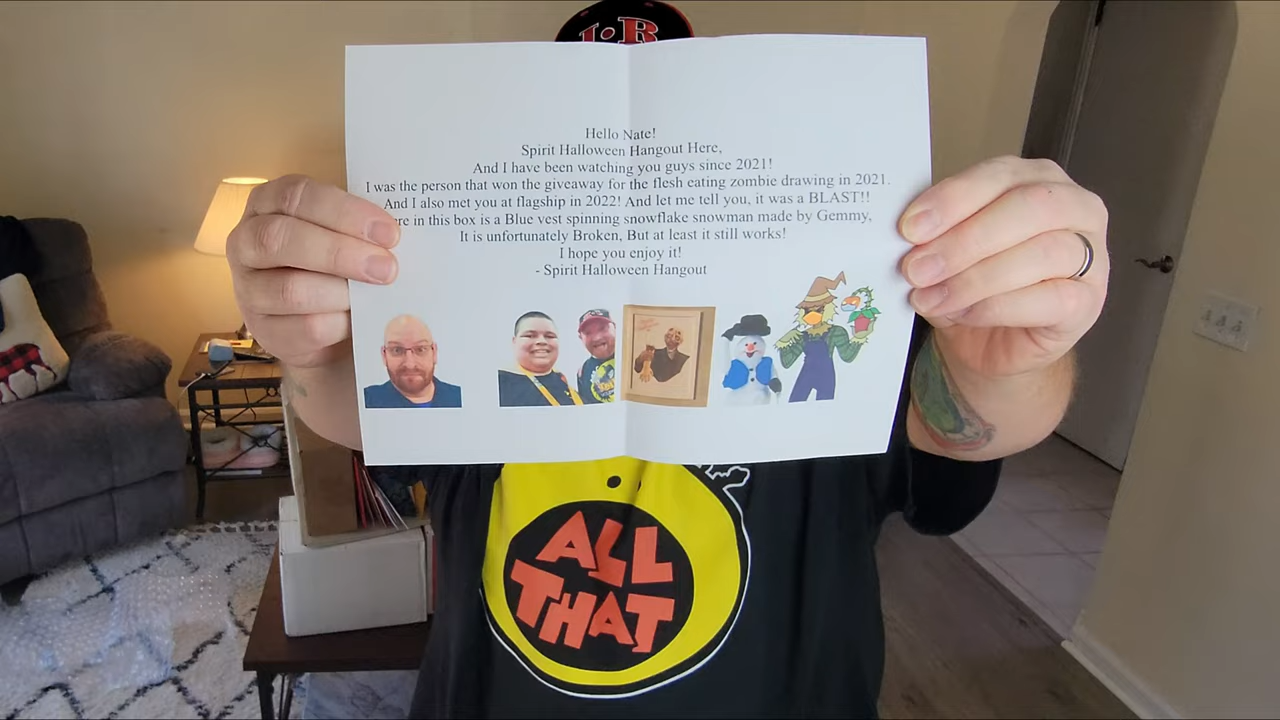 I.R
Hello Nate!
Spirit Halloween Hangout Here,
And I have been watching you guys since 2021!
I was the person that won the giveaway for the flesh eating zombie drawing in 2021.
And I also met you at flagship in 2022! And let me tell you, it was a BLAST!!
in this box is a Blue vest spinning snowflake snowman made by Gemmy,
It is unfortunately Broken, But at least it still works!
I hope you enjoy it!
- Spirit Halloween Hangout
ALL
THAT